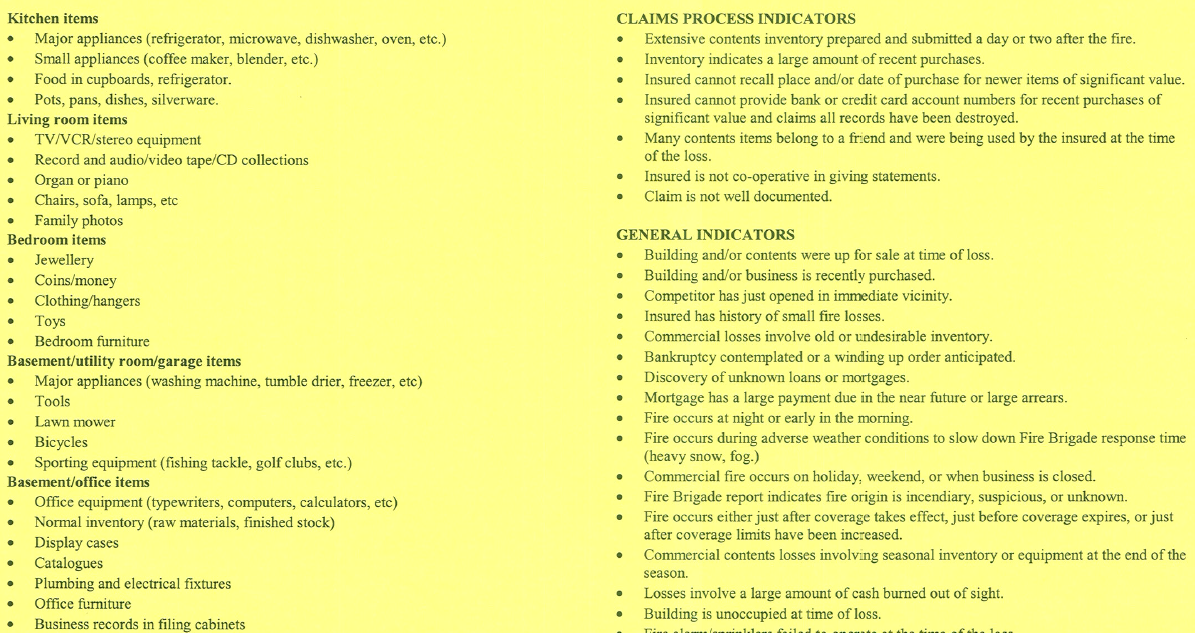 Kitchen items
• Major appliances (refrigerator, microwave, dishwasher, oven, etc.)
• Small appliances (coffee maker, blender, etc.)
• Food in cupboards, refrigerator.
• Pots, pans, dishes, silverware.
Living room items
• TV/VCR/stereo equipment
• Record and audio/video tape/CD collections
• Organ or piano
• Chairs, sofa, lamps, etc
• Family photos
Bedroom items
• Jewellery
• Coins/money
• Clothing/hangers
• Toys
• Bedroom furniture
Basement/utility room/garage items
• Major appliances (washing machine, tumble drier, freezer, etc)
• Tools
• Lawn mower
• Bicycles
• Sporting equipment (fishing tackle, golf clubs, etc.)
Basement/office items
• Office equipment (typewriters, computers, calculators, etc)
• Normal inventory (raw materials, finished stock)
• Display cases
• Catalogues
• Plumbing and electrical fixtures
• Office furniture
• Business records in filing cabinets
CLAIMS PROCESS INDICATORS
• Extensive contents inventory prepared and submitted a day or two after the fire.
• Inventory indicates a large amount of recent purchases.
• Insured cannot recall place and/or date of purchase for newer items of significant value.
• Insured cannot provide bank or credit card account numbers for recent purchases of
significant value and claims all records have been destroyed.
• Many contents items belong to a friend and were being used by the insured at the time
of the loss.
• Insured is not co-operative in giving statements.
• Claim is not well documented.
GENERAL INDICATORS
• Building and/or contents were up for sale at time of loss.
• Building and/or business is recently purchased.
• Competitor has just opened in immediate vicinity.
• Insured has history of small fire losses.
• Commercial losses involve old or undesirable inventory.
• Bankruptcy contemplated or a winding up order anticipated.
• Discovery of unknown loans or mortgages.
• Mortgage has a large payment due in the near future or large arrears.
• Fire occurs at night or early in the morning.
• Fire occurs during adverse weather conditions to slow down Fire Brigade response time
(heavy snow, fog.)
• Commercial fire occurs on holiday, weekend, or when business is closed.
• Fire Brigade report indicates fire origin is incendiary, suspicious, or unknown.
• Fire occurs either just after coverage takes effect, just before coverage expires, or just
after coverage limits have been increased.
• Commercial contents losses involving seasonal inventory or equipment at the end of the
season.
• Losses involve a large amount of cash burned out of sight.
• Building is unoccupied at time of loss.
• Fire alarm/sprinklers failed to operate at the time of the loss.